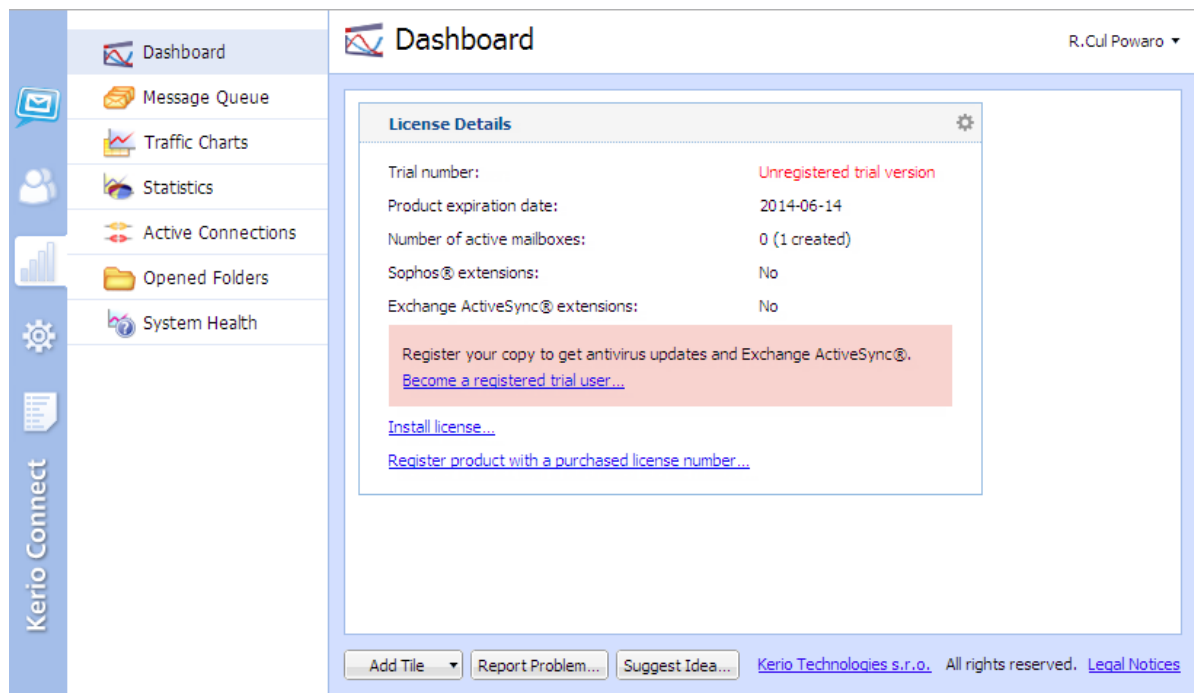 Kerio Connect
Dashboard
Message Queue
Traffic Charts
Statistics
Active Connections
Opened Folders
System Health
Dashboard
R.Cul Powaro
License Details
Trial number: Unregistered trial version
Product expiration date: 2014-06-14
Number of active mailboxes: 0 (1 created)
Sophos® extensions: No
Exchange ActiveSync® extensions: No
Register your copy to get antivirus updates and Exchange ActiveSync®.
Become a registered trial user...
Install license...
Register product with a purchased license number...
Add Tile Report Problem... Suggest Idea... Kerio Technologies s.r.o. All rights reserved. Legal Notices